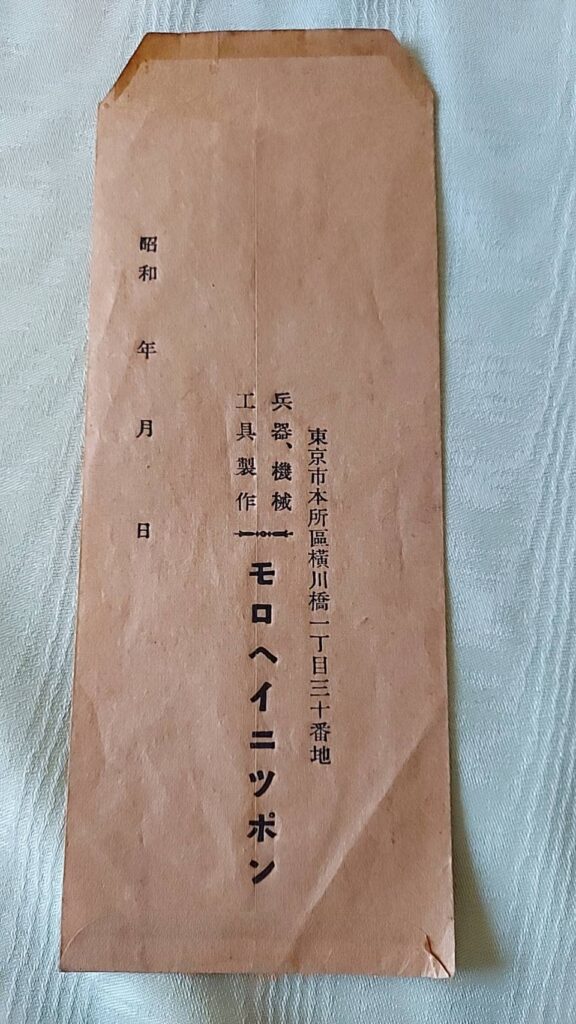 東京市本所區横川橋一丁目三十番地
兵器、機械
工具製作
モロヘイニツポン
昭和 年 月 日